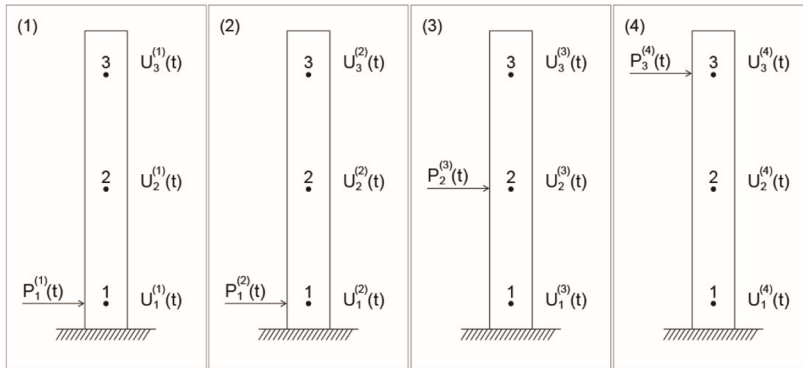 (1)
3 U₃⁽¹⁾(t)
2 U₂⁽¹⁾(t)
P₁⁽¹⁾(t) 1 U₁⁽¹⁾(t)
(2)
3 U₃⁽²⁾(t)
2 U₂⁽²⁾(t)
P₁⁽²⁾(t) 1 U₁⁽²⁾(t)
(3)
3 U₃⁽³⁾(t)
P₂⁽³⁾(t) 2 U₂⁽³⁾(t)
1 U₁⁽³⁾(t)
(4)
P₃⁽⁴⁾(t) 3 U₃⁽⁴⁾(t)
2 U₂⁽⁴⁾(t)
1 U₁⁽⁴⁾(t)